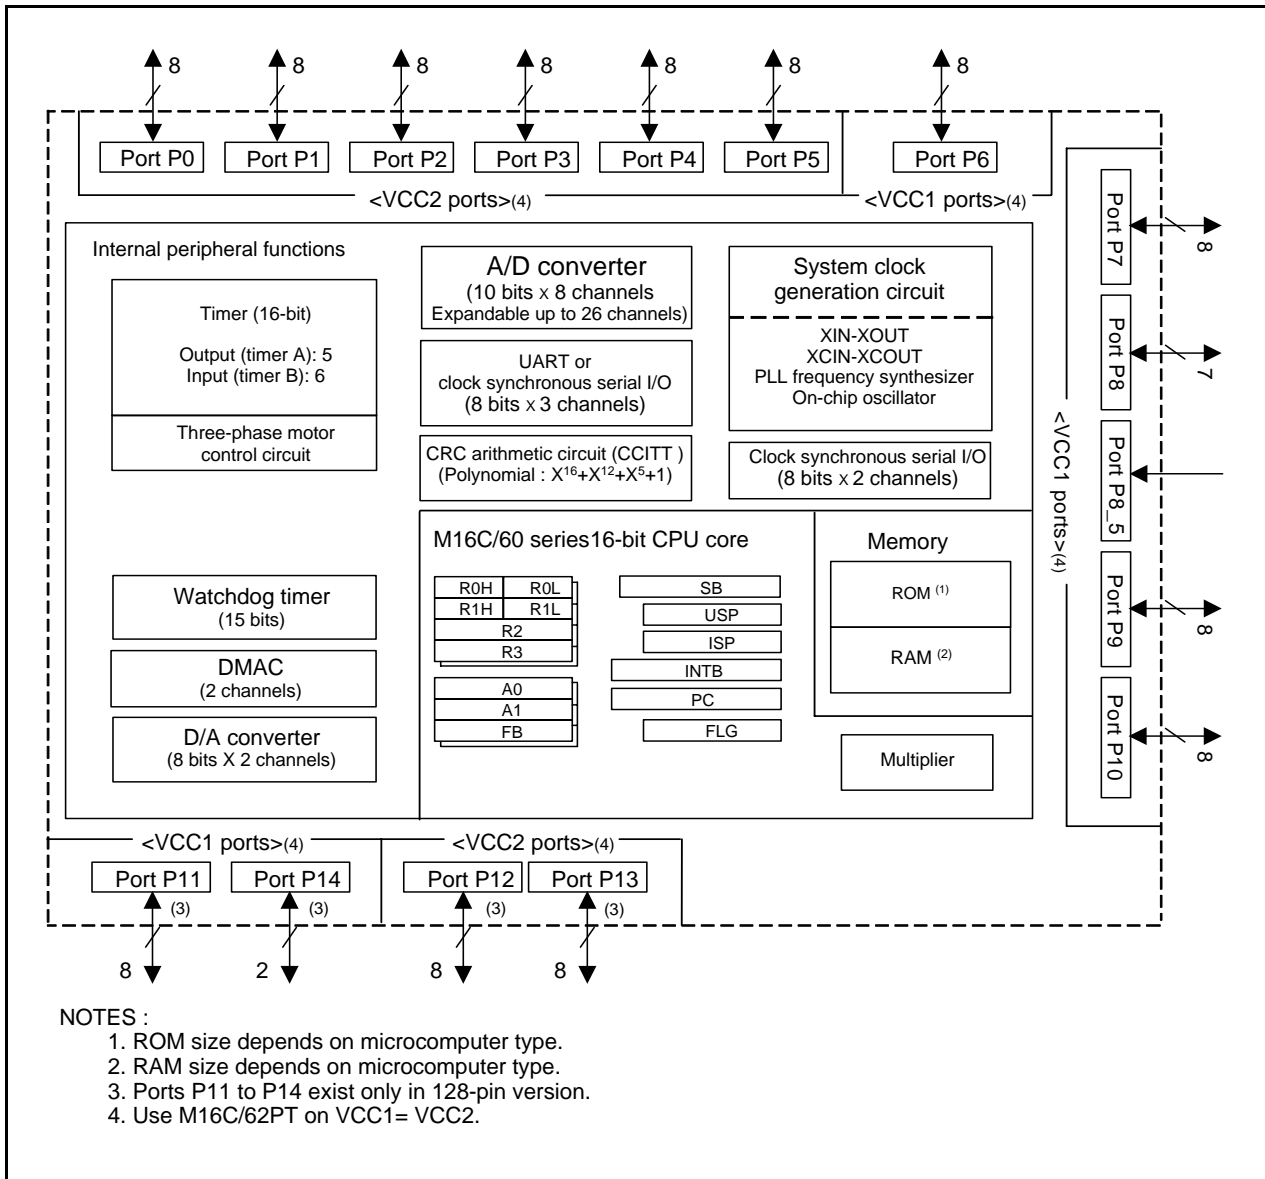 8 8 8 8 8 8 8
Port P0 Port P1 Port P2 Port P3 Port P4 Port P5 Port P6
<VCC2 ports>(4) <VCC1 ports>(4)
Internal peripheral functions
Timer (16-bit)
Output (timer A): 5
Input (timer B): 6
Three-phase motor
control circuit
A/D converter
(10 bits x 8 channels
Expandable up to 26 channels)
UART or
clock synchronous serial I/O
(8 bits x 3 channels)
CRC arithmetic circuit (CCITT )
(Polynomial : X¹⁶+X¹²+X⁵+1)
System clock
generation circuit
XIN-XOUT
XCIN-XCOUT
PLL frequency synthesizer
On-chip oscillator
Clock synchronous serial I/O
(8 bits x 2 channels)
Watchdog timer
(15 bits)
DMAC
(2 channels)
D/A converter
(8 bits X 2 channels)
M16C/60 series16-bit CPU core
R0H R0L
R1H R1L
R2
R3
A0
A1
FB
SB
USP
ISP
INTB
PC
FLG
Memory
ROM (1)
RAM (2)
Multiplier
<VCC1 ports>(4)
Port P7
8
Port P8
7
Port P8_5
Port P9
8
Port P10
8
<VCC1 ports>(4) <VCC2 ports>(4)
Port P11 Port P14 Port P12 Port P13
(3) (3) (3) (3)
8 2 8 8
NOTES :
1. ROM size depends on microcomputer type.
2. RAM size depends on microcomputer type.
3. Ports P11 to P14 exist only in 128-pin version.
4. Use M16C/62PT on VCC1= VCC2.